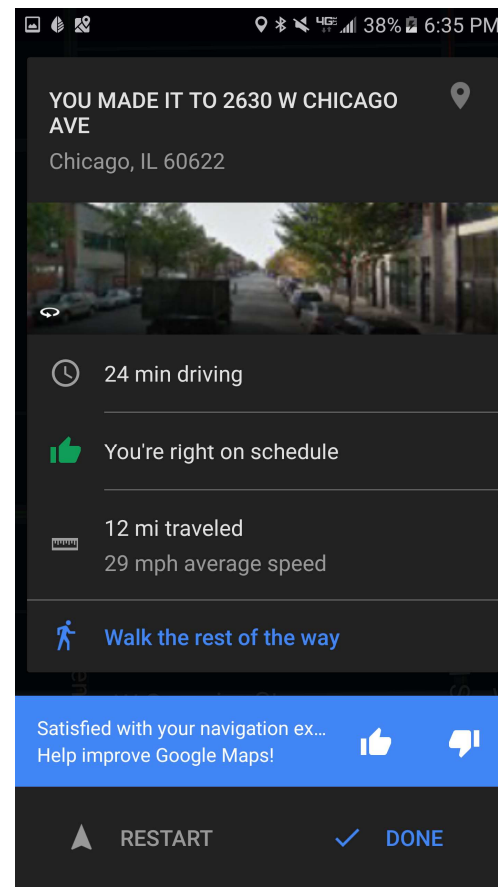 4GE 38% 6:35 PM
YOU MADE IT TO 2630 W CHICAGO
AVE
Chicago, IL 60622
24 min driving
You're right on schedule
12 mi traveled
29 mph average speed
Walk the rest of the way
Satisfied with your navigation ex...
Help improve Google Maps!
RESTART
DONE